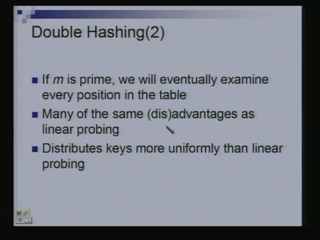 Double Hashing(2)
If m is prime, we will eventually examine
every position in the table
Many of the same (dis)advantages as
linear probing
Distributes keys more uniformly than linear
probing